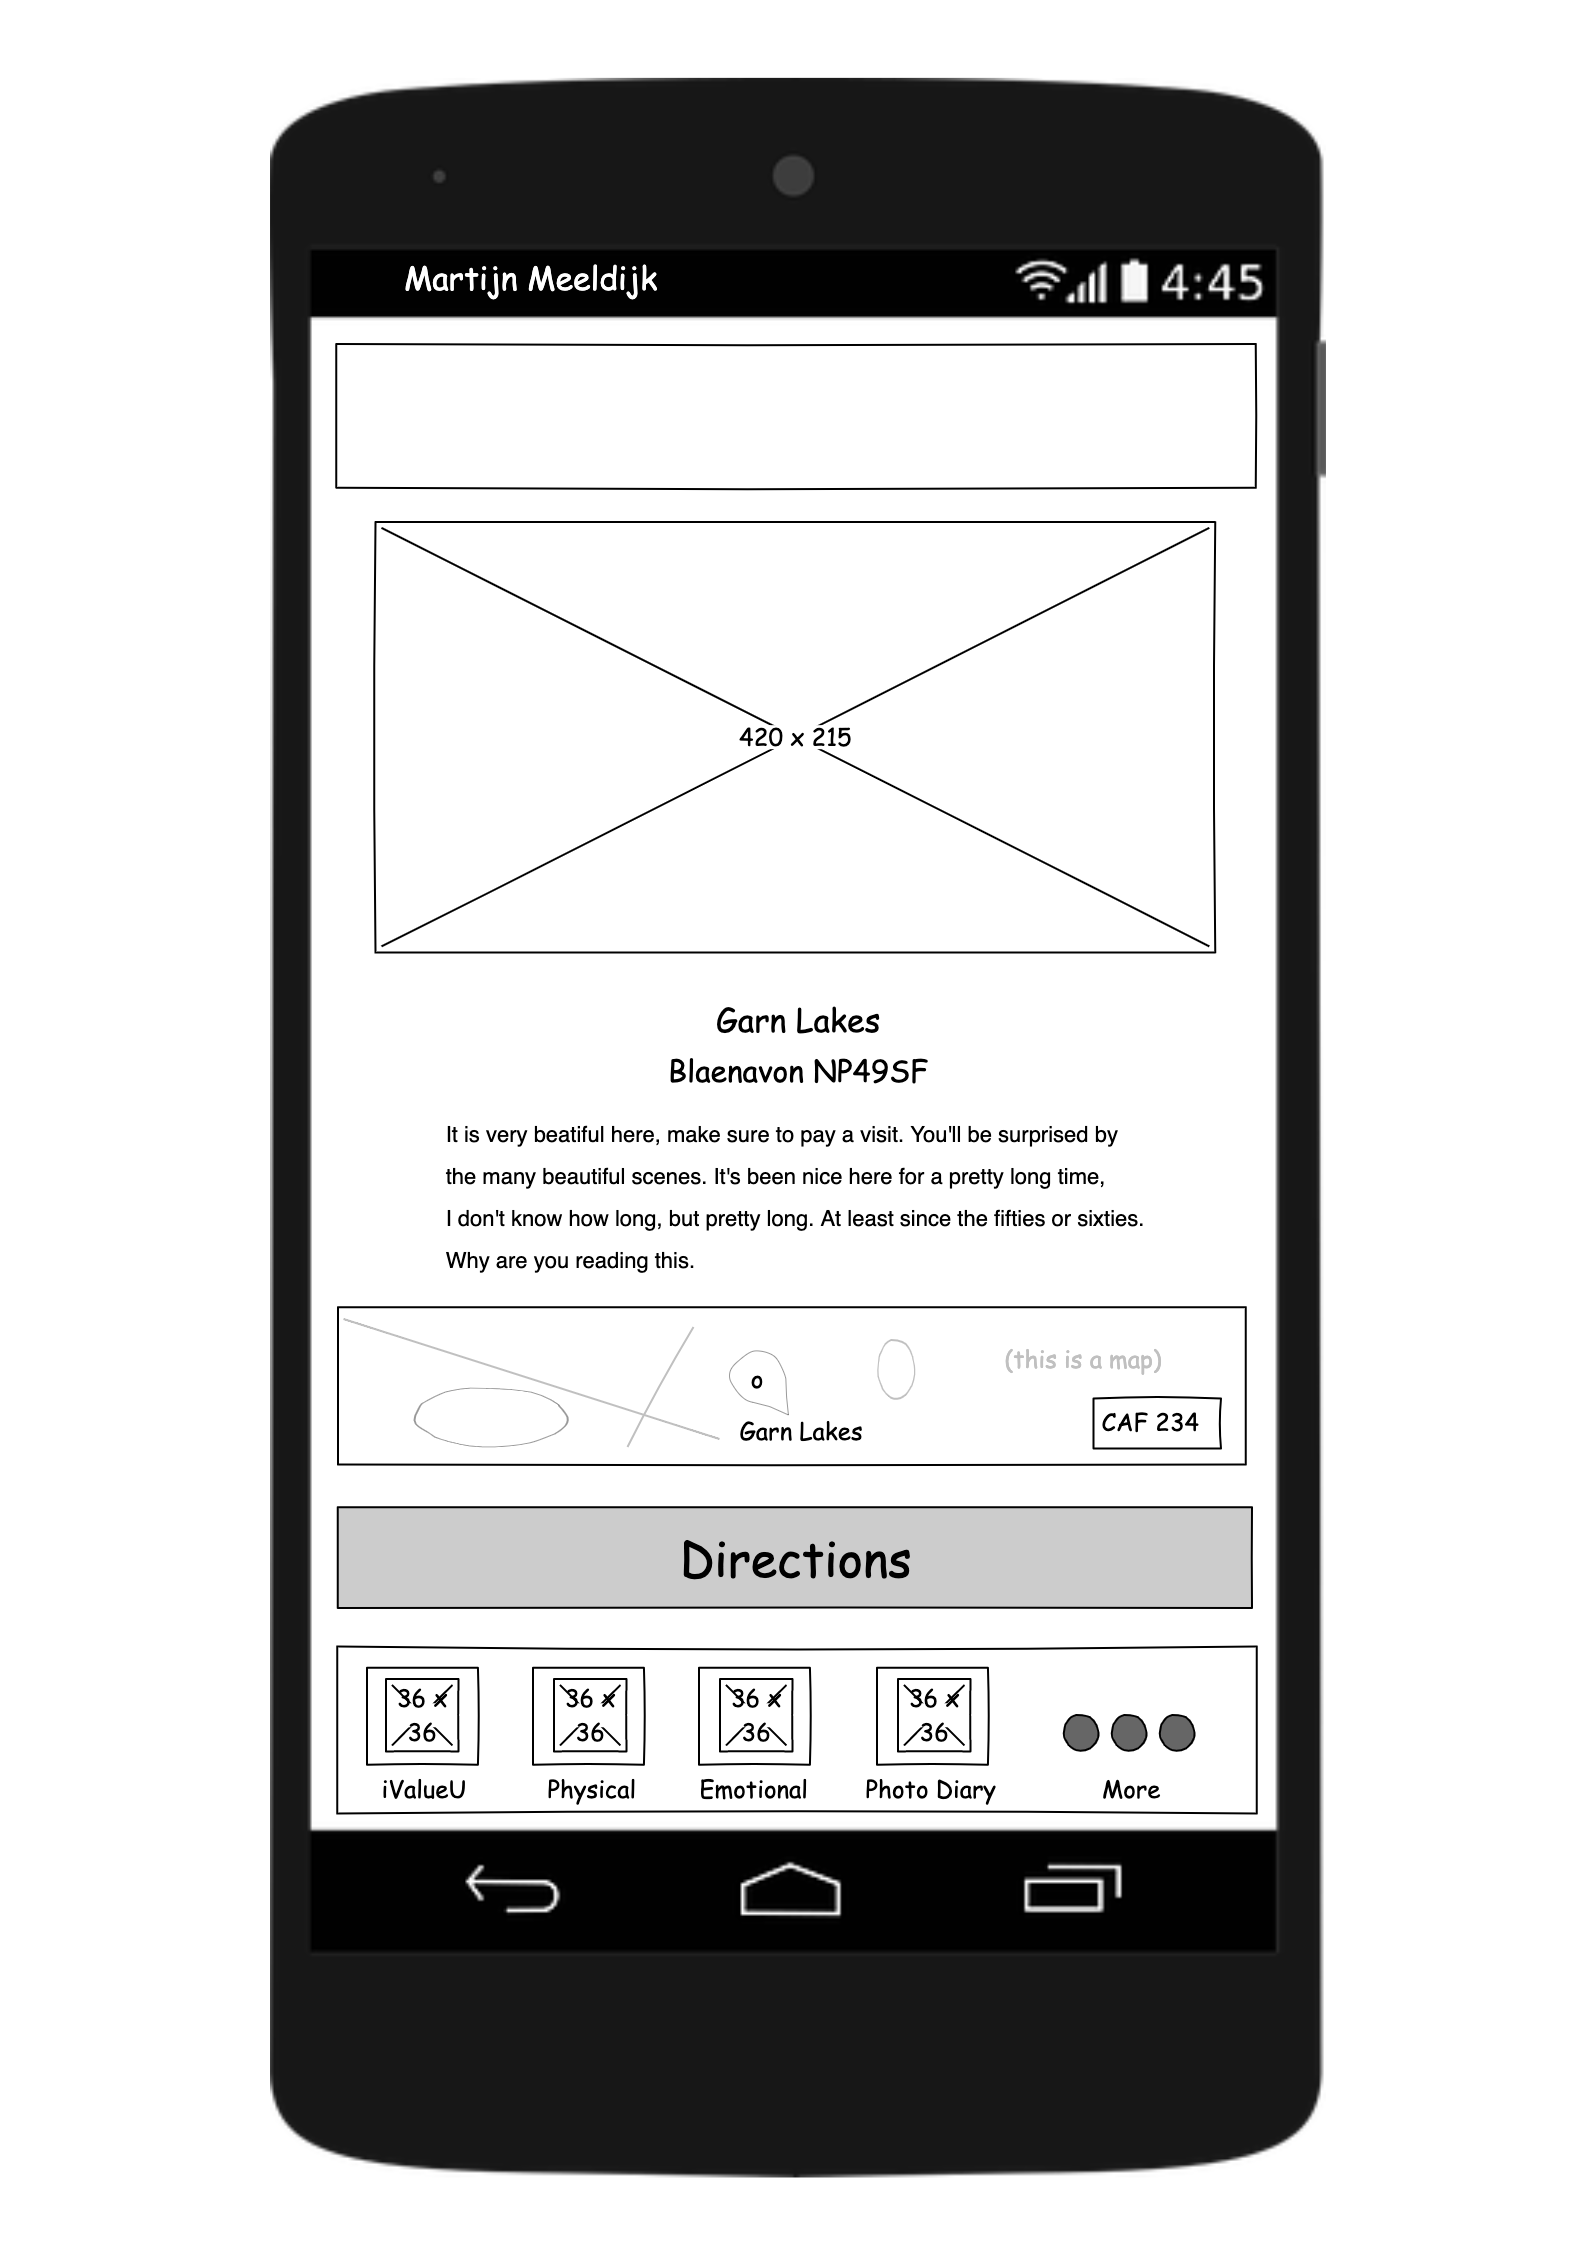 Martijn Meeldijk
4:45
420 x 215
Garn Lakes
Blaenavon NP49SF
It is very beatiful here, make sure to pay a visit. You'll be surprised by
the many beautiful scenes. It's been nice here for a pretty long time,
I don't know how long, but pretty long. At least since the fifties or sixties.
Why are you reading this.
(this is a map)
o
Garn Lakes
CAF 234
Directions
36 x
36
36 x
36
36 x
36
36 x
36
iValueU
Physical
Emotional
Photo Diary
More